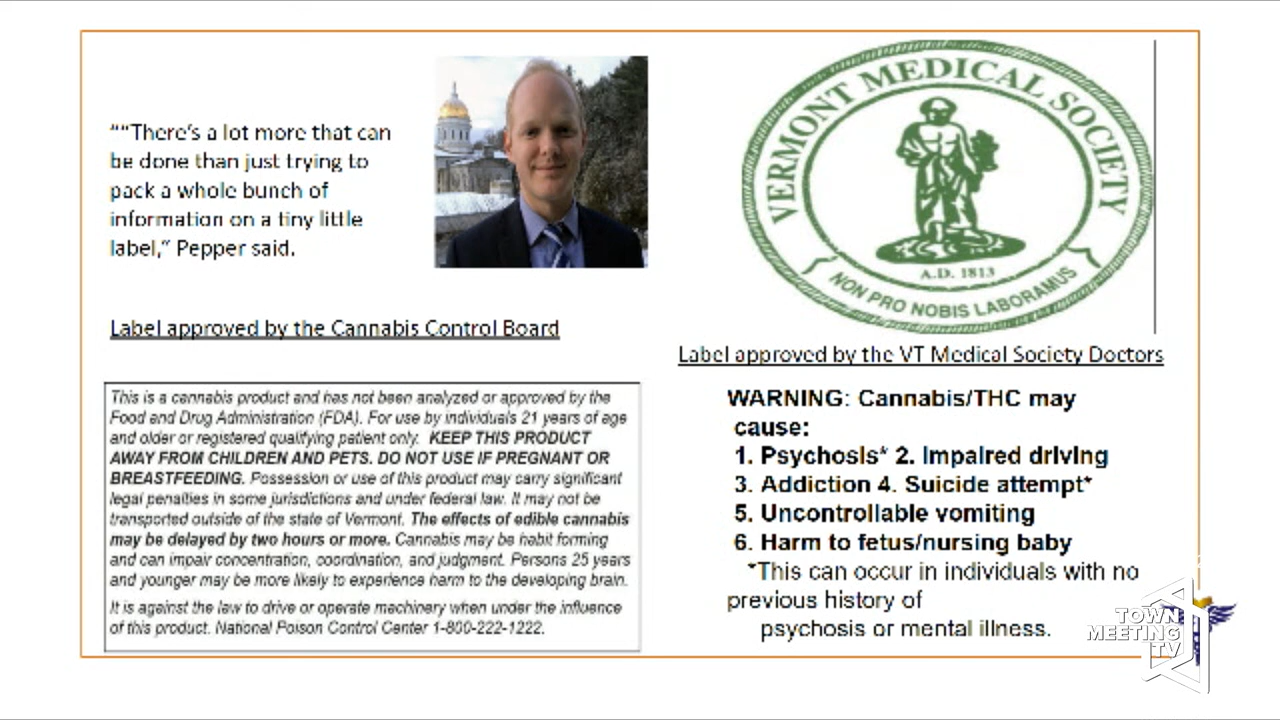 ““There’s a lot more that can
be done than just trying to
pack a whole bunch of
information on a tiny little
label,” Pepper said.
Label approved by the Cannabis Control Board
This is a cannabis product and has not been analyzed or approved by the
Food and Drug Administration (FDA). For use by individuals 21 years of age
and older or registered qualifying patient only. KEEP THIS PRODUCT
AWAY FROM CHILDREN AND PETS. DO NOT USE IF PREGNANT OR
BREASTFEEDING. Possession or use of this product may carry significant
legal penalties in some jurisdictions and under federal law. It may not be
transported outside of the state of Vermont. The effects of edible cannabis
may be delayed by two hours or more. Cannabis may be habit forming
and can impair concentration, coordination, and judgment. Persons 25 years
and younger may be more likely to experience harm to the developing brain.
It is against the law to drive or operate machinery when under the influence
of this product. National Poison Control Center 1-800-222-1222.
VERMONT MEDICAL SOCIETY
A.D. 1813
NON PRO NOBIS LABORAMUS
Label approved by the VT Medical Society Doctors
WARNING: Cannabis/THC may
cause:
1. Psychosis* 2. Impaired driving
3. Addiction 4. Suicide attempt*
5. Uncontrollable vomiting
6. Harm to fetus/nursing baby
*This can occur in individuals with no
previous history of
psychosis or mental illness.
TOWN
MEETING
TV